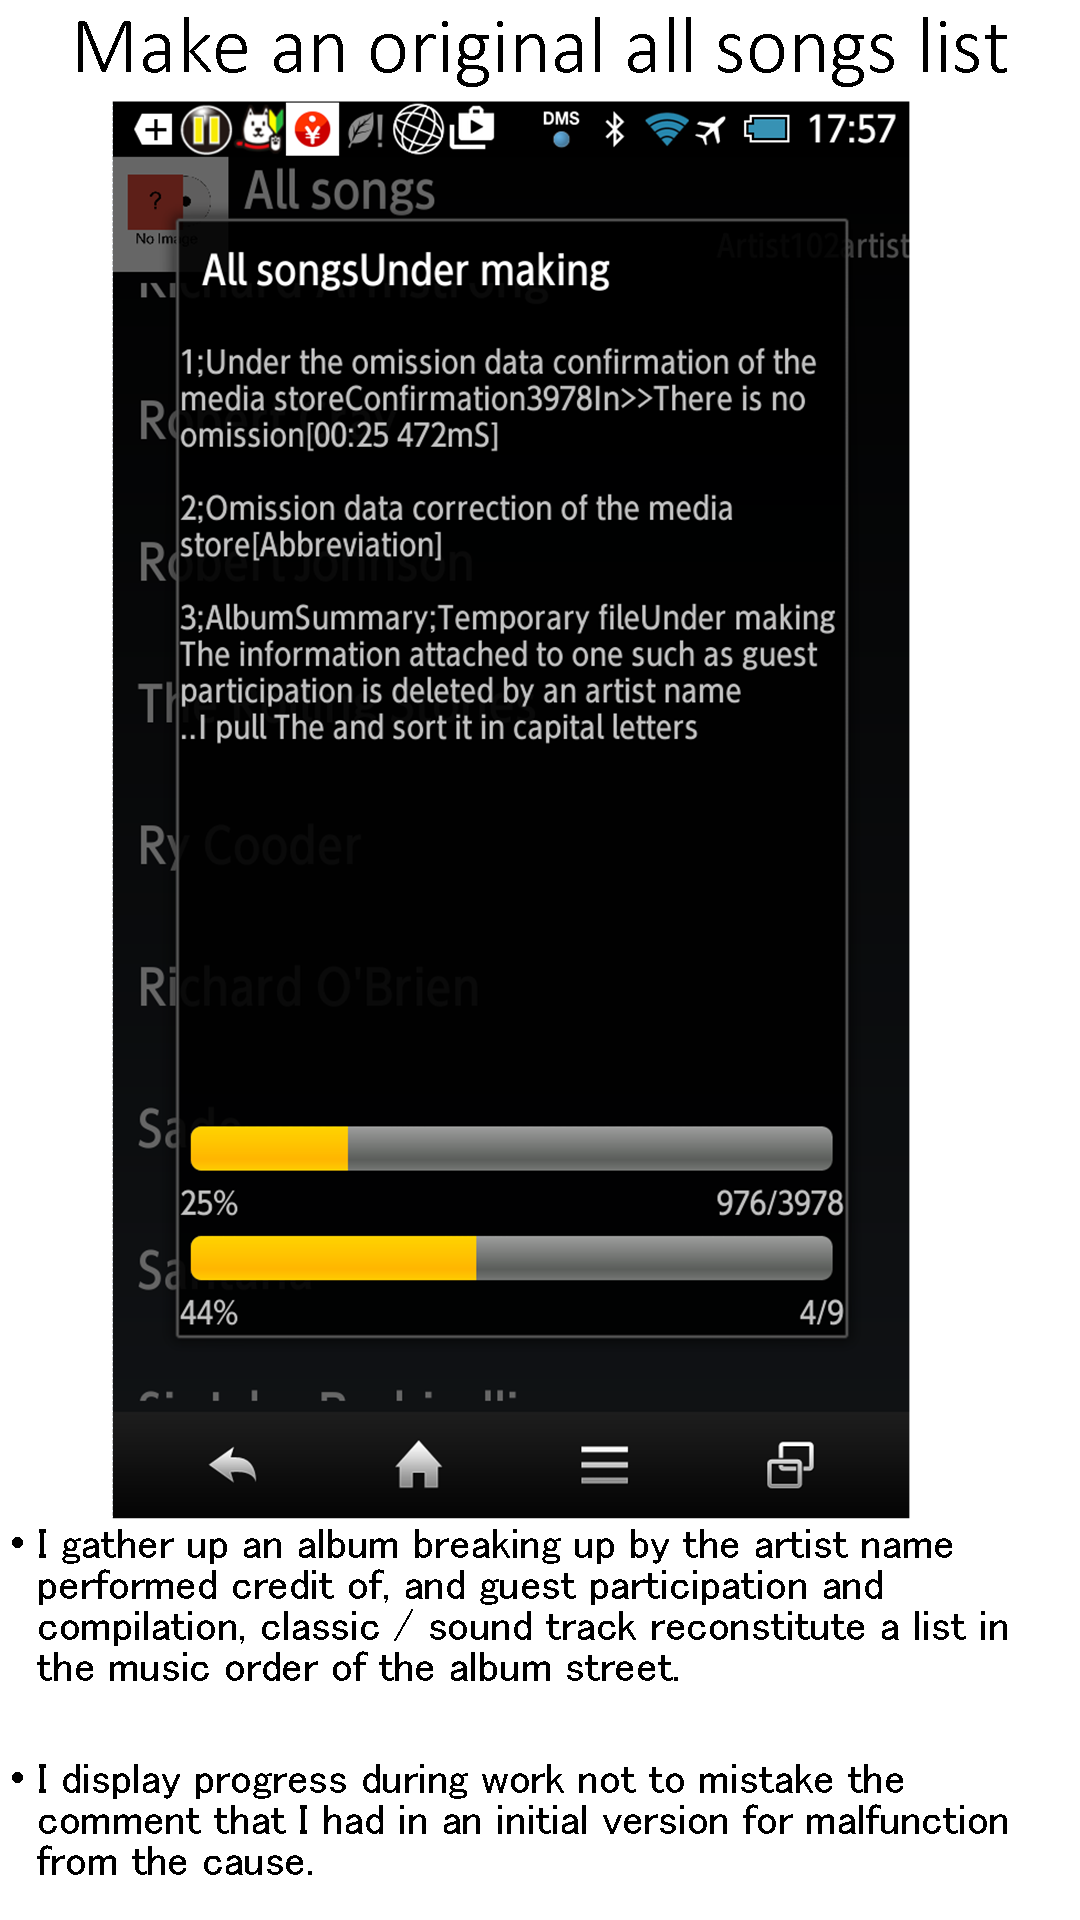 Make an original all songs list
DMS 17:57
All songs
?
No Image
Artist102artist
All songsUnder making
1;Under the omission data confirmation of the
media storeConfirmation3978In>>There is no
omission[00:25 472mS]
Robert Johnson
2;Omission data correction of the media
store[Abbreviation]
3;AlbumSummary;Temporary fileUnder making
The information attached to one such as guest
participation is deleted by an artist name
..I pull The and sort it in capital letters
Ry Cooder
Richard O'Brien
Sade
25% 976/3978
Santana
44% 4/9
• I gather up an album breaking up by the artist name
performed credit of, and guest participation and
compilation, classic / sound track reconstitute a list in
the music order of the album street.
• I display progress during work not to mistake the
comment that I had in an initial version for malfunction
from the cause.